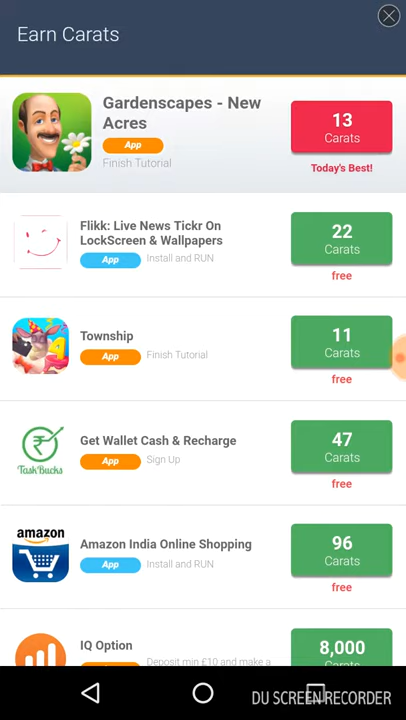 Earn Carats
Gardenscapes - New
Acres
App
Finish Tutorial
13
Carats
Today's Best!
Flikk: Live News Tickr On
LockScreen & Wallpapers
App
Install and RUN
22
Carats
free
Township
App
Finish Tutorial
11
Carats
free
TaskBucks
Get Wallet Cash & Recharge
App
Sign Up
47
Carats
free
amazon
Amazon India Online Shopping
App
Install and RUN
96
Carats
free
IQ Option
App
Deposit min £10 and make a
8,000
Carats
DU SCREEN RECORDER